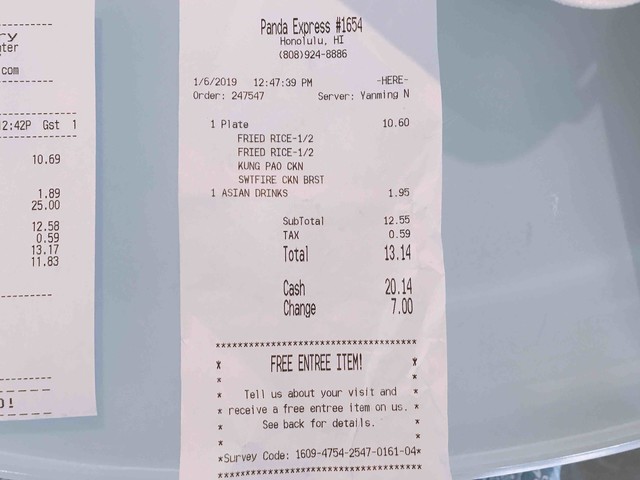 ry
ter
com
2:42P Gst 1
10.69
1.89
25.00
12.58
0.59
13.17
11.83
O!
Panda Express #1654
Honolulu, HI
(808)924-8886
1/6/2019 12:47:39 PM -HERE-
Order: 247547 Server: Yanming N
1 Plate 10.60
FRIED RICE-1/2
FRIED RICE-1/2
KUNG PAO CKN
SWTFIRE CKN BRST
1 ASIAN DRINKS 1.95
SubTotal 12.55
TAX 0.59
Total 13.14
Cash 20.14
Change 7.00
FREE ENTREE ITEM!
Tell us about your visit and
receive a free entree item on us.
See back for details.
Survey Code: 1609-4754-2547-0161-04